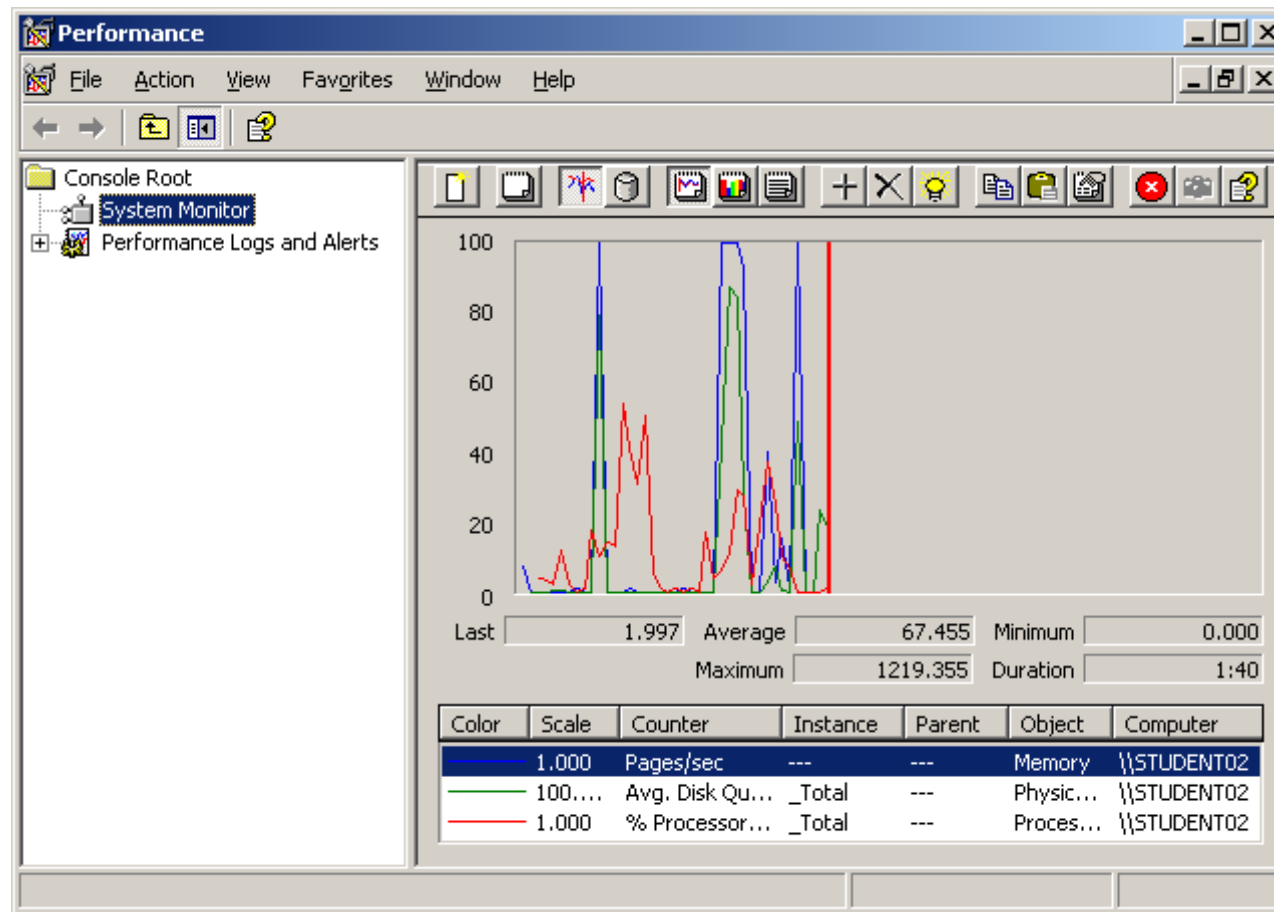 Performance
File Action View Favorites Window Help
Console Root
System Monitor
Performance Logs and Alerts
100
80
60
40
20
0
Last 1.997 Average 67.455 Minimum 0.000
Maximum 1219.355 Duration 1:40
Color Scale Counter Instance Parent Object Computer
1.000 Pages/sec --- --- Memory \\STUDENT02
100.... Avg. Disk Qu... _Total --- Physic... \\STUDENT02
1.000 % Processor... _Total --- Proces... \\STUDENT02